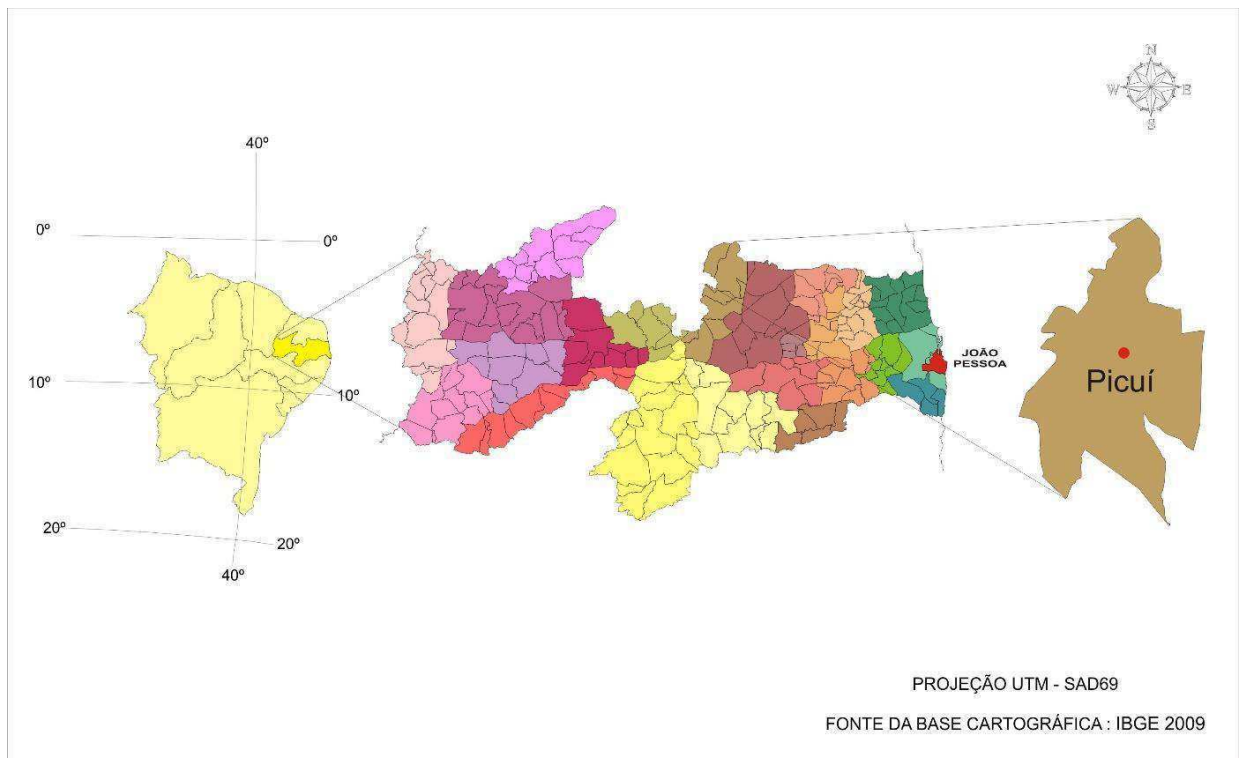 N
W E
S
40º
0º
0º
10º
10º
20º
20º
40º
JOÃO
PESSOA
Picuí
PROJEÇÃO UTM - SAD69
FONTE DA BASE CARTOGRÁFICA : IBGE 2009